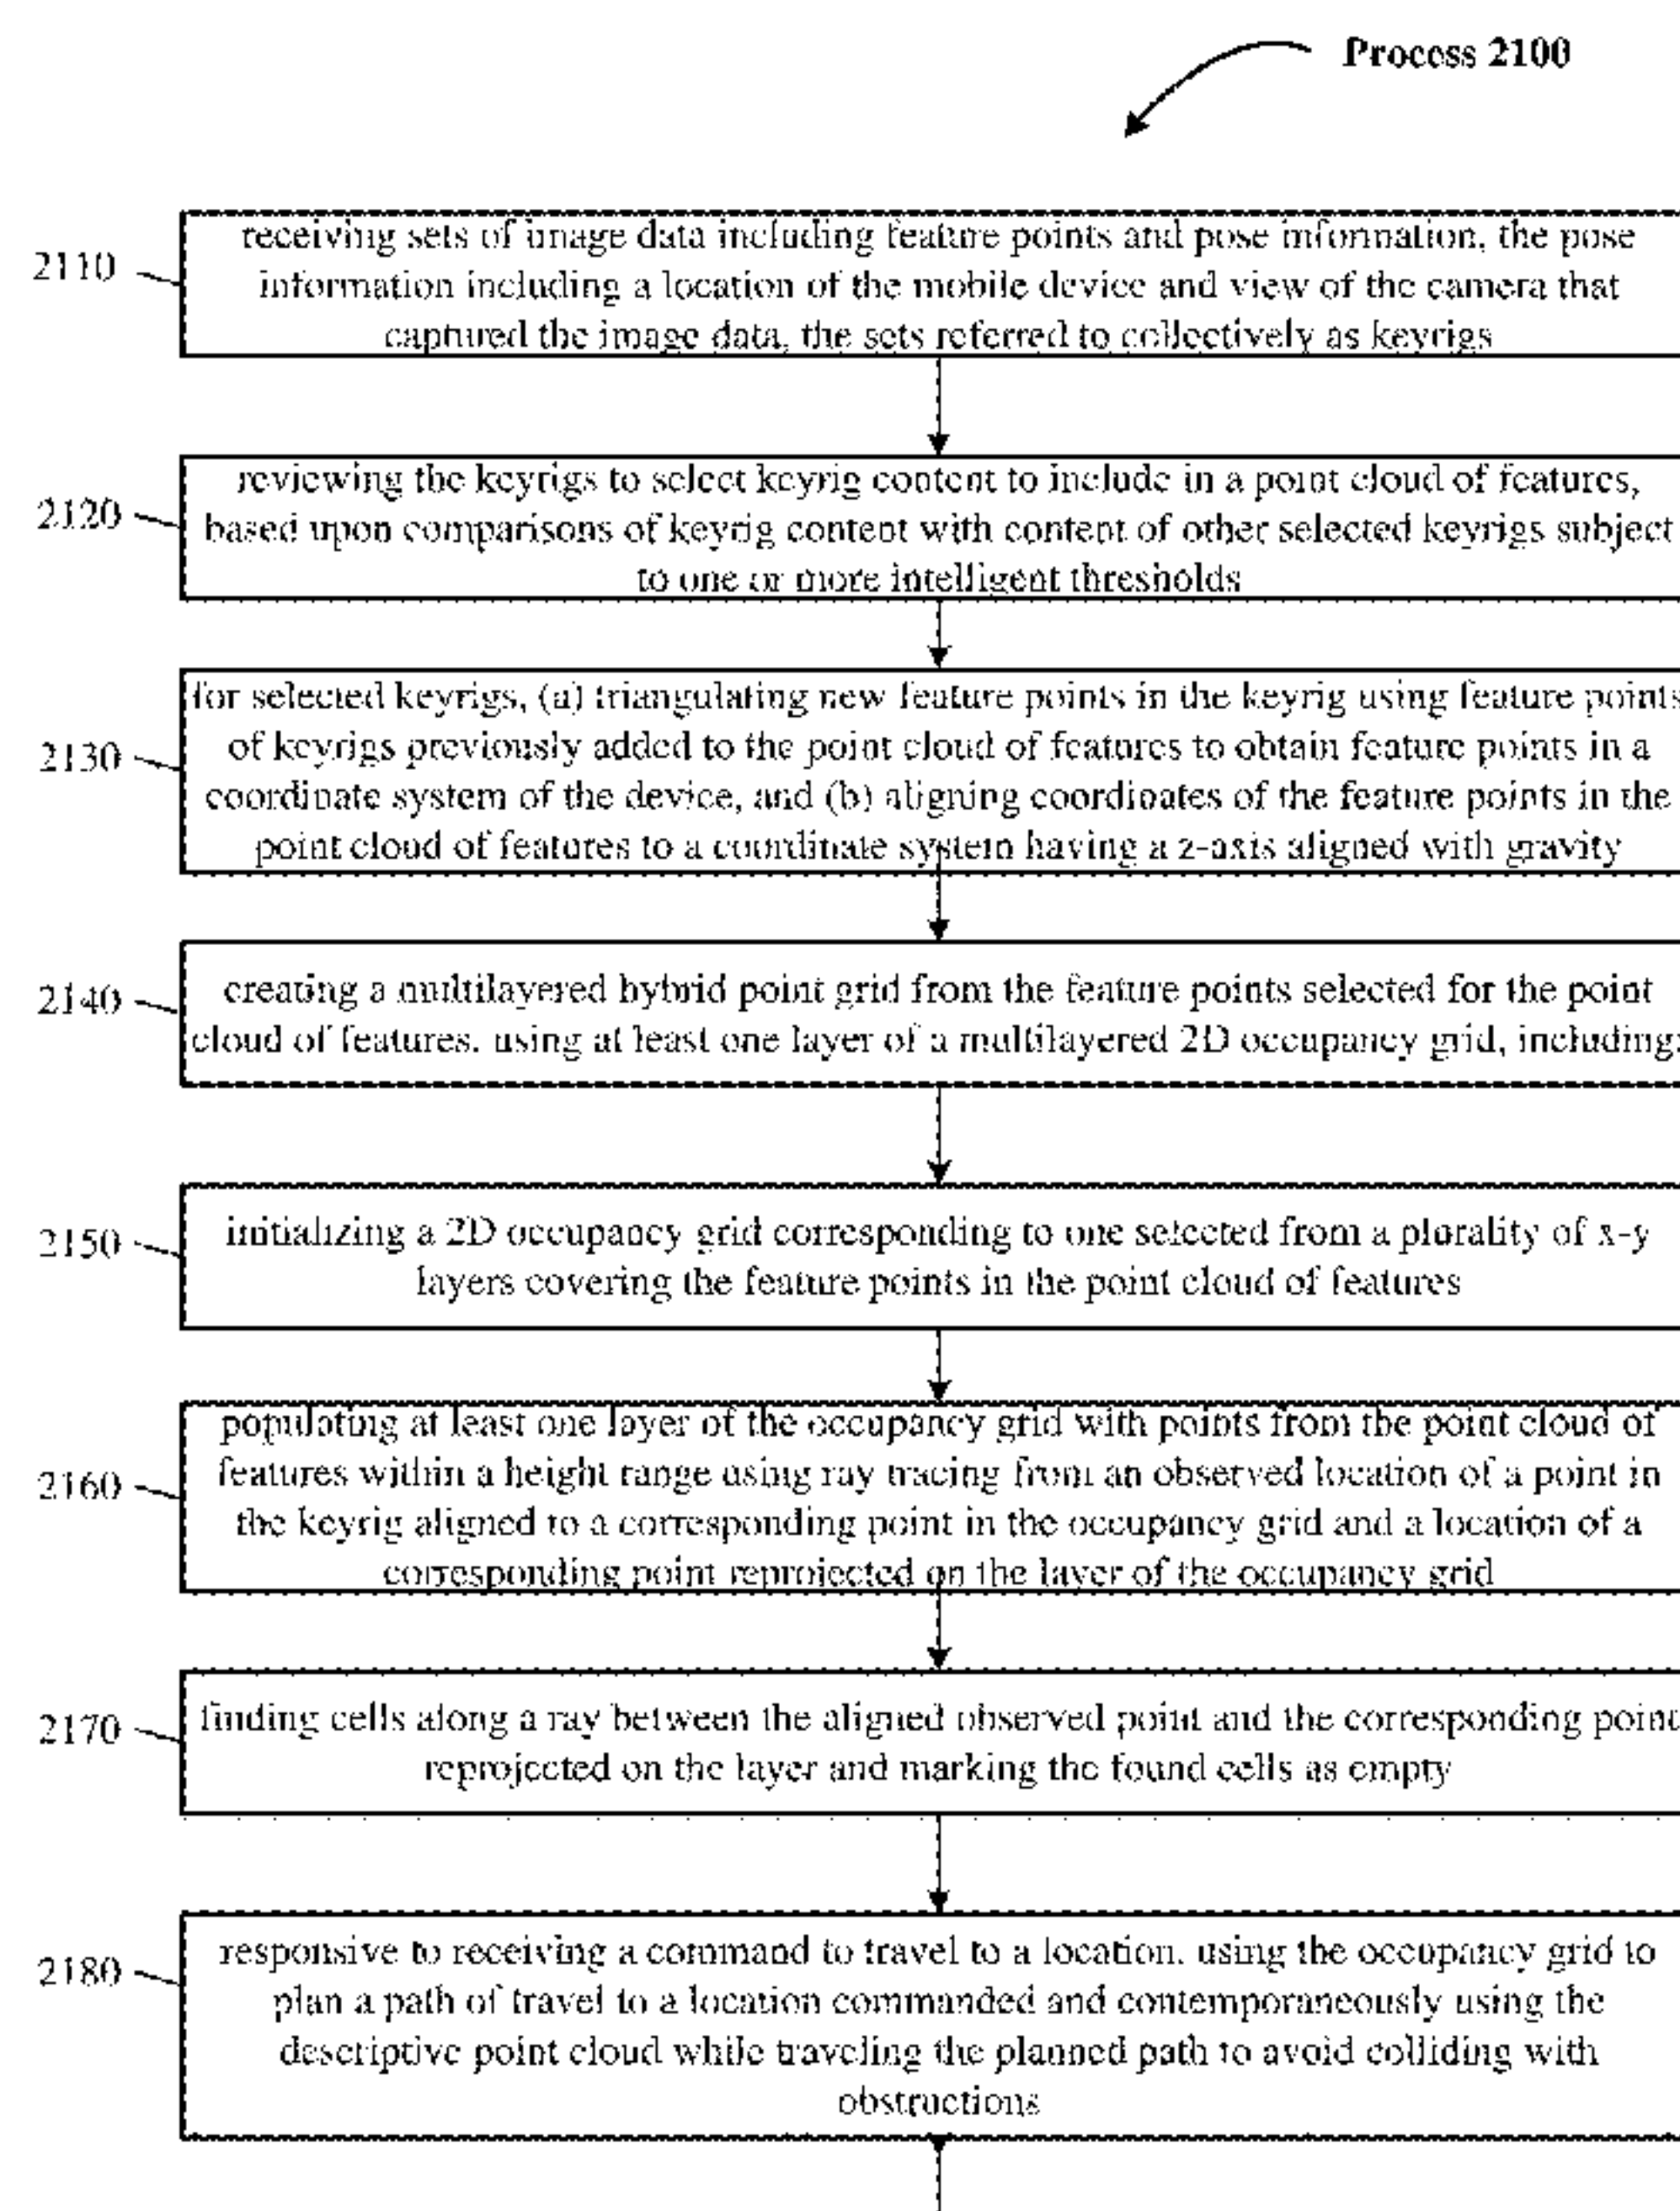 Process 2100
2110
receiving sets of image data including feature points and pose information, the pose
information including a location of the mobile device and view of the camera that
captured the image data, the sets referred to collectively as keyrigs
2120
reviewing the keyrigs to select keyrig content to include in a point cloud of features,
based upon comparisons of keyrig content with content of other selected keyrigs subject
to one or more intelligent thresholds
2130
for selected keyrigs, (a) triangulating new feature points in the keyrig using feature points
of keyrigs previously added to the point cloud of features to obtain feature points in a
coordinate system of the device, and (b) aligning coordinates of the feature points in the
point cloud of features to a coordinate system having a z-axis aligned with gravity
2140
creating a multilayered hybrid point grid from the feature points selected for the point
cloud of features, using at least one layer of a multilayered 2D occupancy grid, including:
2150
initializing a 2D occupancy grid corresponding to one selected from a plurality of x-y
layers covering the feature points in the point cloud of features
2160
populating at least one layer of the occupancy grid with points from the point cloud of
features within a height range using ray tracing from an observed location of a point in
the keyrig aligned to a corresponding point in the occupancy grid and a location of a
corresponding point reprojected on the layer of the occupancy grid
2170
finding cells along a ray between the aligned observed point and the corresponding point
reprojected on the layer and marking the found cells as empty
2180
responsive to receiving a command to travel to a location, using the occupancy grid to
plan a path of travel to a location commanded and contemporaneously using the
descriptive point cloud while traveling the planned path to avoid colliding with
obstructions